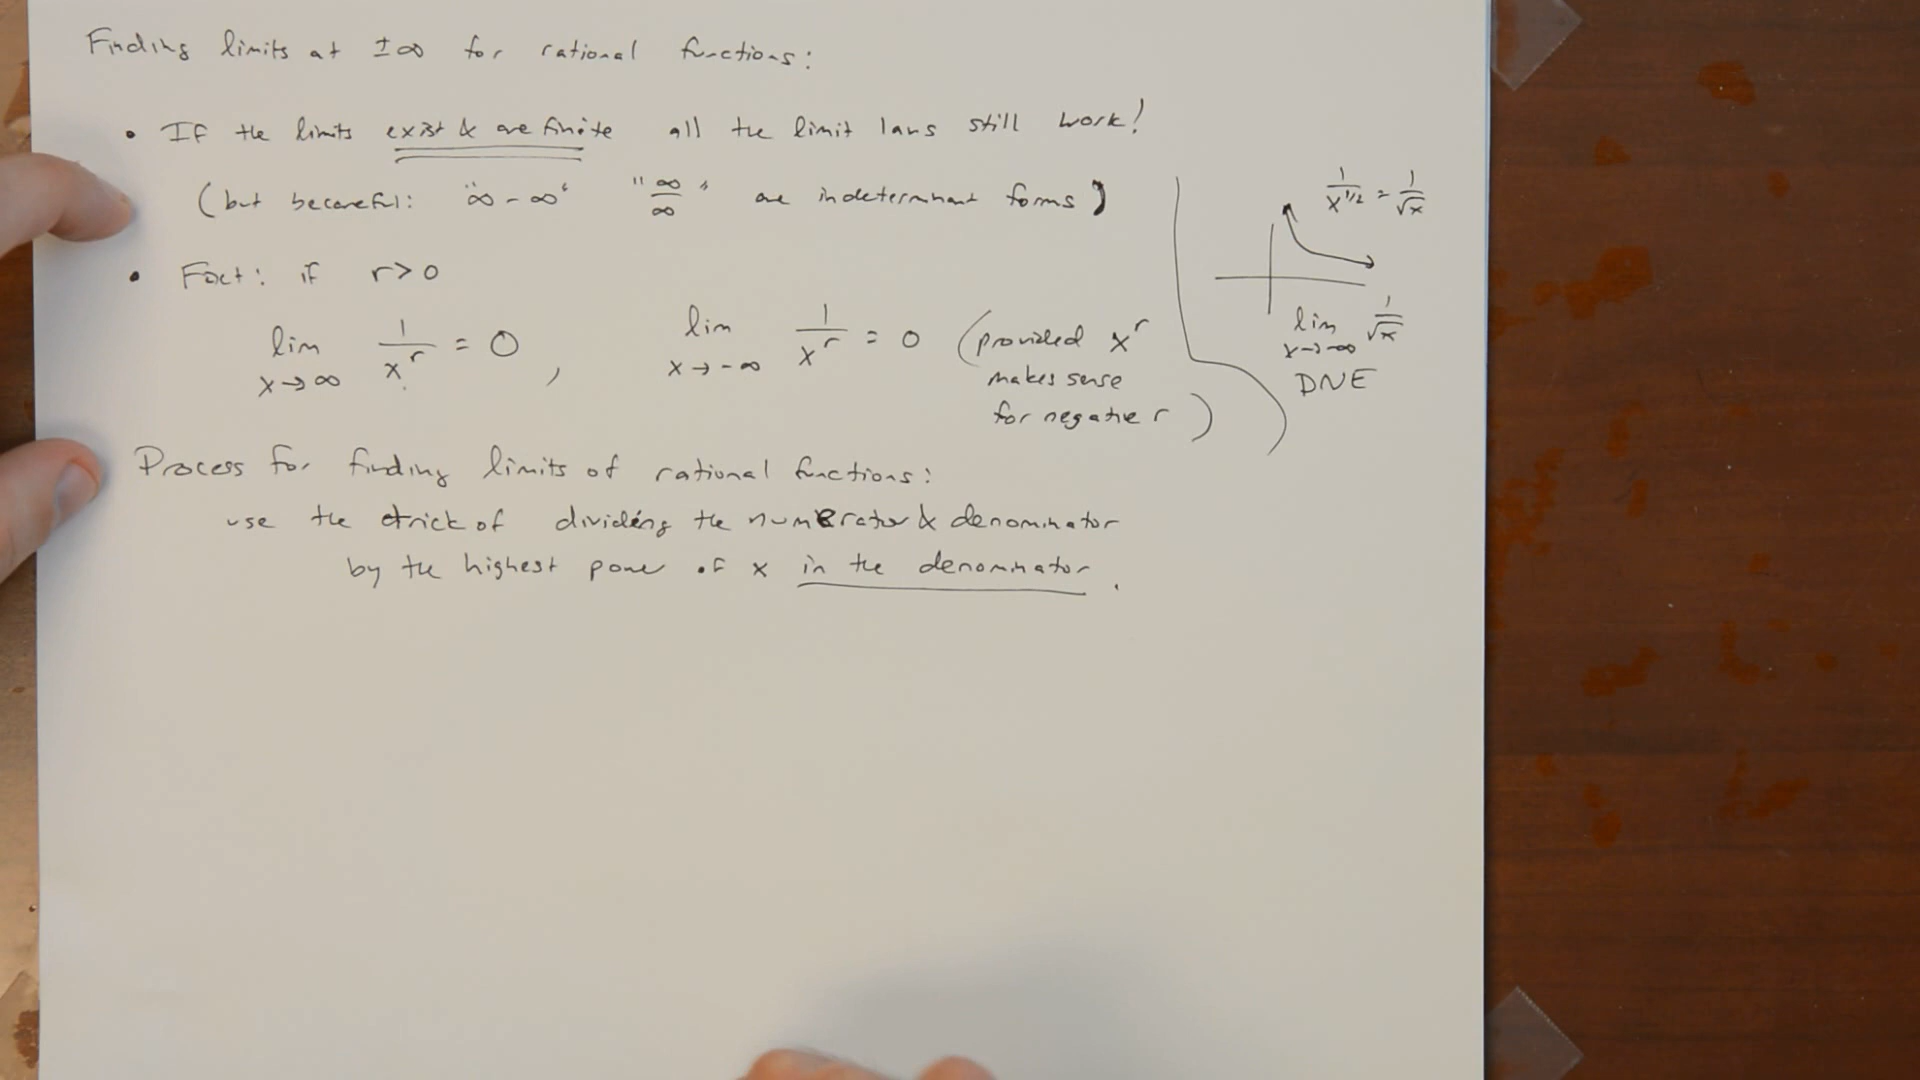 Finding limits at ±∞ for rational functions:
• If the limits exist & are finite all the limit laws still work!
(but becareful: "∞ - ∞" "∞/∞" are indeterminant forms)
• Fact: if r>0
lim x→∞ 1/x^r = 0, lim x→-∞ 1/x^r = 0 (provided x^r
makes sense
for negative r)
1/x^1/2 = 1/√x
lim x→-∞ 1/√x
DNE
Process for finding limits of rational functions:
use the trick of dividing the numerator & denominator
by the highest power of x in the denominator.